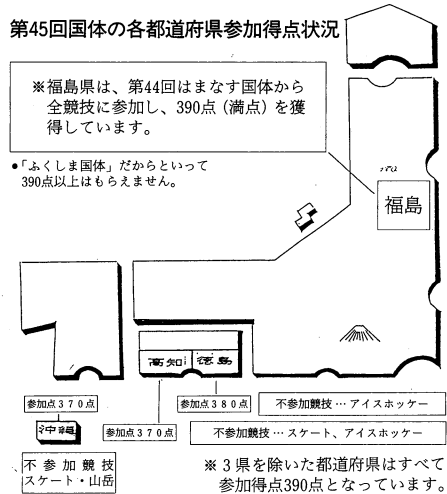 第45回国体の各都道府県参加得点状況
※福島県は、第44回はまなす国体から
全競技に参加し、390点（満点）を獲
得しています。
●「ふくしま国体」だからといって
390点以上はもらえません。
福島
高知
徳島
参加点370点
参加点380点
不参加競技…アイスホッケー
沖縄
参加点370点
不参加競技…スケート、アイスホッケー
不参加競技
スケート・山岳
※３県を除いた都道府県はすべて
参加得点390点となっています。